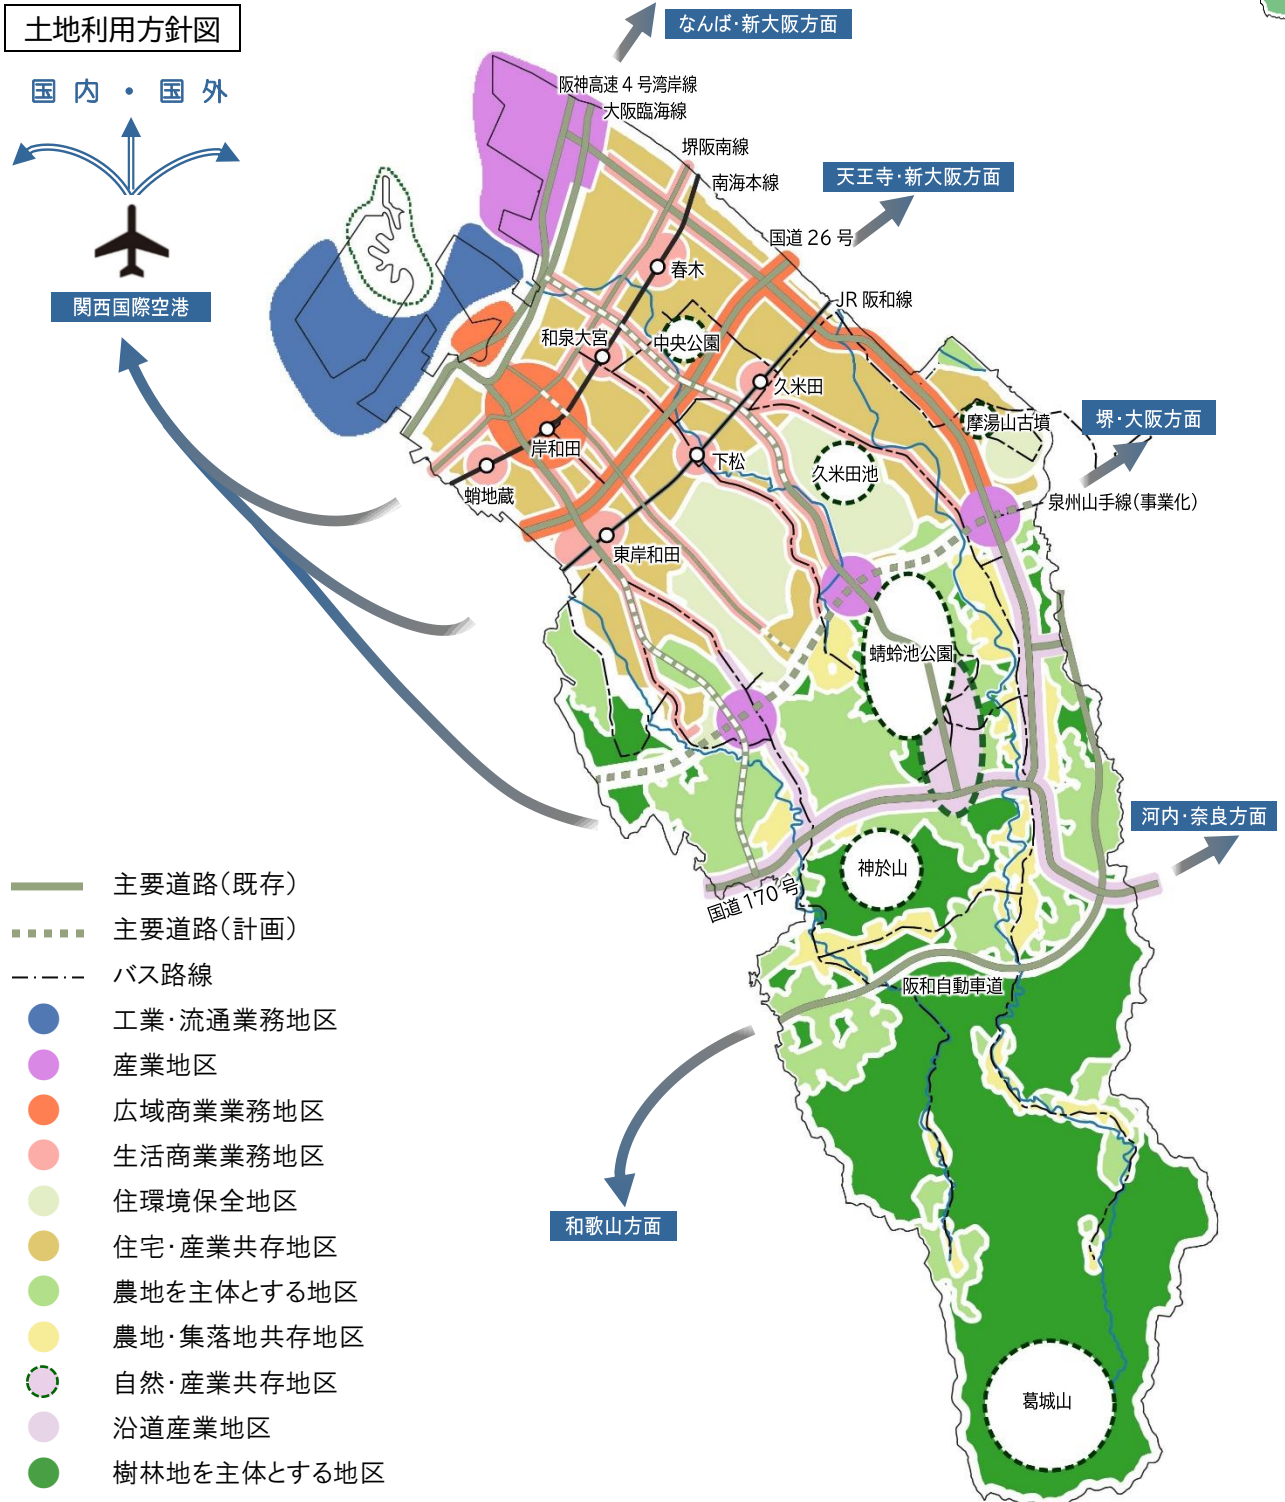 土地利用方針図
なんば・新大阪方面
国内・国外
阪神高速4号湾岸線
大阪臨海線
堺阪南線
南海本線
天王寺・新大阪方面
国道26号
春木
関西国際空港
JR阪和線
和泉大宮
中央公園
久米田
摩湯山古墳
堺・大阪方面
岸和田
下松
久米田池
蛸地蔵
泉州山手線(事業化)
東岸和田
蜻蛉池公園
河内・奈良方面
神於山
国道170号
主要道路(既存)
主要道路(計画)
バス路線
阪和自動車道
工業・流通業務地区
産業地区
広域商業業務地区
生活商業業務地区
住環境保全地区
和歌山方面
住宅・産業共存地区
農地を主体とする地区
農地・集落地共存地区
自然・産業共存地区
葛城山
沿道産業地区
樹林地を主体とする地区